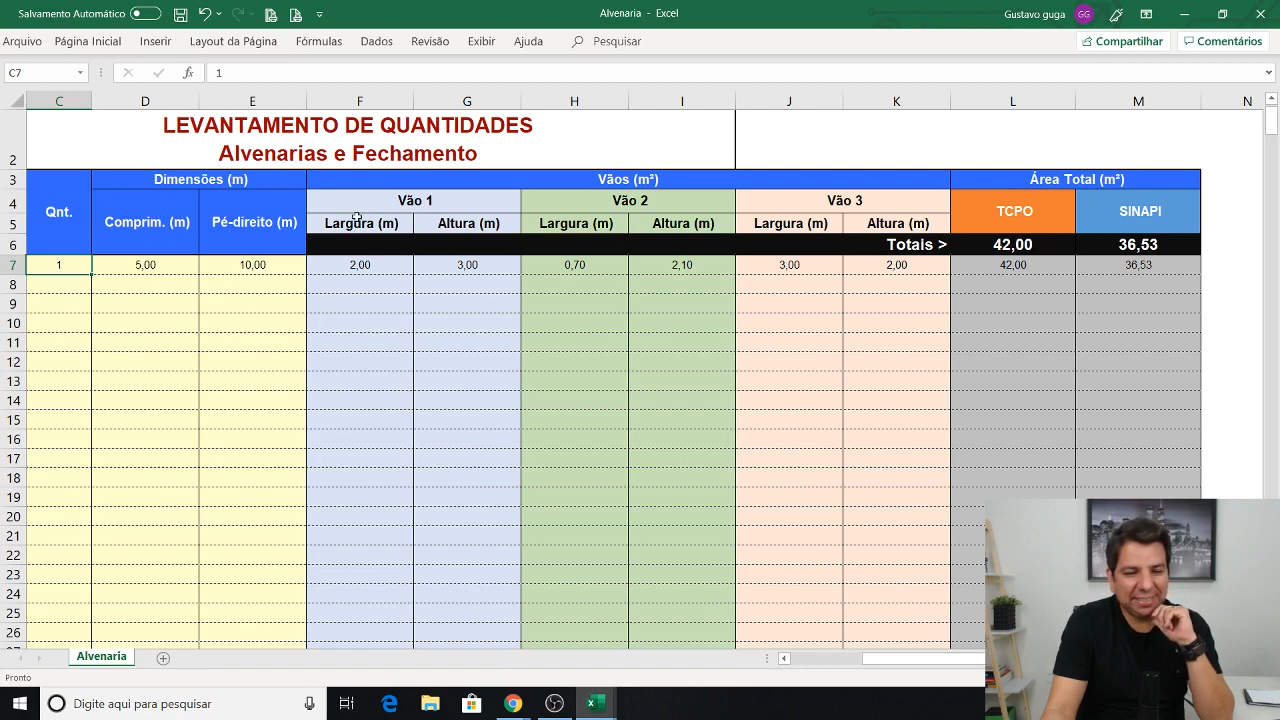 Salvamento Automático
Alvenaria - Excel
Gustavo guga GG
Arquivo Página Inicial Inserir Layout da Página Fórmulas Dados Revisão Exibir Ajuda Pesquisar Compartilhar Comentários
C7 fx 1
C D E F G H I J K L M N
2 LEVANTAMENTO DE QUANTIDADES
Alvenarias e Fechamento
3 Dimensões (m) Vãos (m²) Área Total (m²)
4 Qnt. Comprim. (m) Pé-direito (m) Vão 1 Vão 2 Vão 3 TCPO SINAPI
5 Largura (m) Altura (m) Largura (m) Altura (m) Largura (m) Altura (m)
6 Totais > 42,00 36,53
7 1 5,00 10,00 2,00 3,00 0,70 2,10 3,00 2,00 42,00 36,53
8
9
10
11
12
13
14
15
16
17
18
19
20
21
22
23
24
25
26
Alvenaria
Pronto
Digite aqui para pesquisar